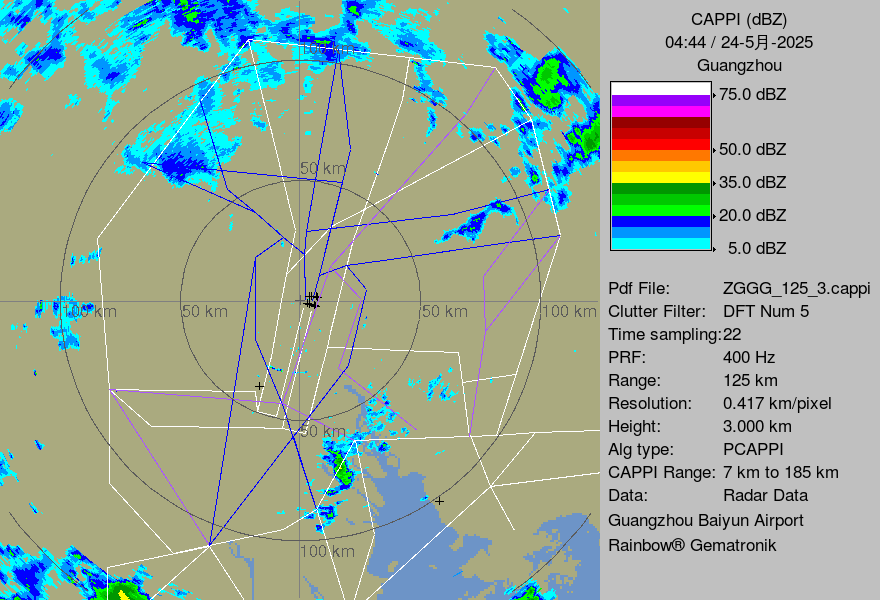 CAPPI (dBZ)
04:44 / 24-5月-2025
Guangzhou
75.0 dBZ
50.0 dBZ
35.0 dBZ
20.0 dBZ
5.0 dBZ
Pdf File: ZGGG_125_3.cappi
Clutter Filter: DFT Num 5
Time sampling:22
PRF: 400 Hz
Range: 125 km
Resolution: 0.417 km/pixel
Height: 3.000 km
Alg type: PCAPPI
CAPPI Range: 7 km to 185 km
Data: Radar Data
Guangzhou Baiyun Airport
Rainbow® Gematronik
100 km
50 km
100 km
50 km
50 km
100 km
50 km
100 km